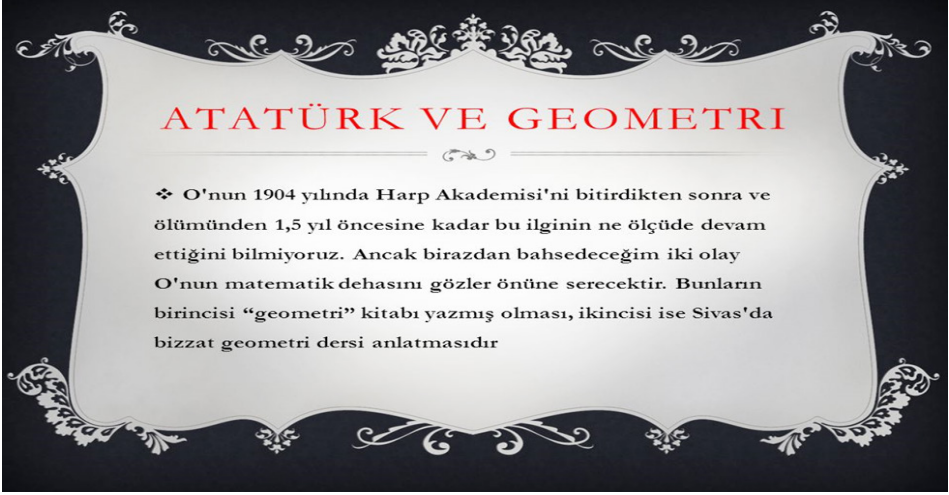 ATATÜRK VE GEOMETRI
❖ O'nun 1904 yılında Harp Akademisi'ni bitirdikten sonra ve
ölümünden 1,5 yıl öncesine kadar bu ilginin ne ölçüde devam
ettiğini bilmiyoruz. Ancak birazdan bahsedeceğim iki olay
O'nun matematik dehasını gözler önüne serecektir. Bunların
birincisi “geometri” kitabı yazmış olması, ikincisi ise Sivas'da
bizzat geometri dersi anlatmasıdır